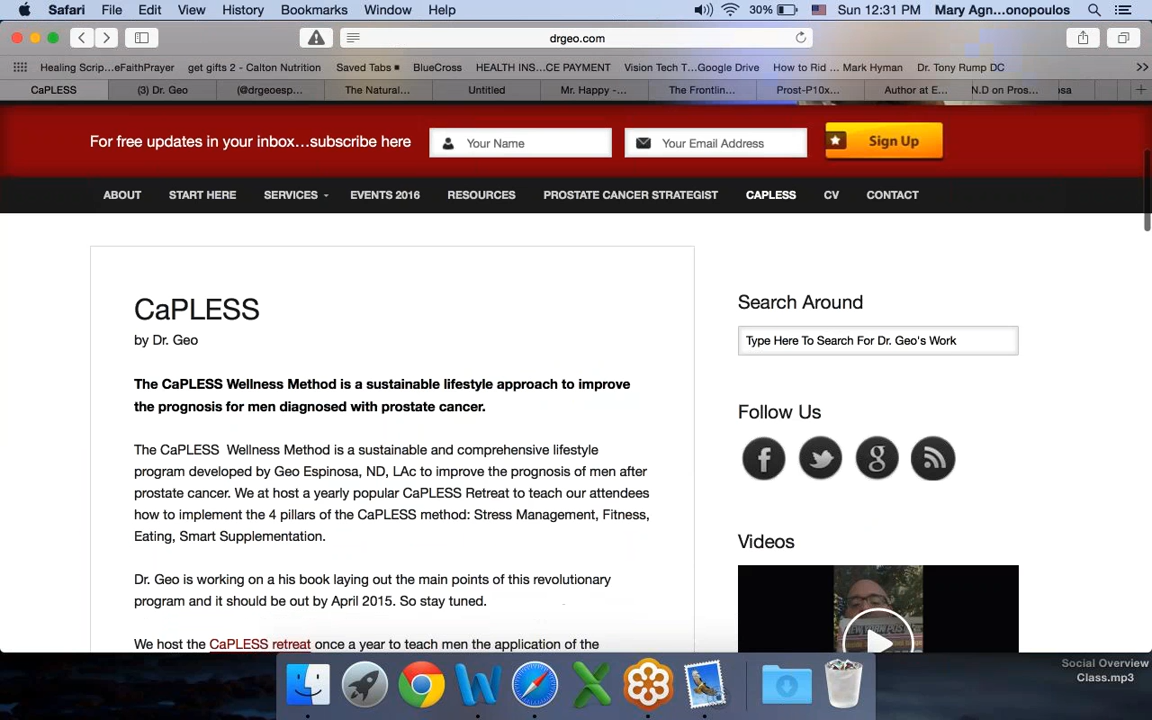 Safari File Edit View History Bookmarks Window Help 30% Sun 12:31 PM Mary Agn...onopoulos
drgeo.com
Healing Scrip...eFaithPrayer get gifts 2 - Calton Nutrition Saved Tabs BlueCross HEALTH INS...CE PAYMENT Vision Tech T...Google Drive How to Rid ... Mark Hyman Dr. Tony Rump DC
CaPLESS (3) Dr. Geo (@drgeoesp... The Natural... Untitled Mr. Happy -... The Frontlin... Prost-P10x... Author at E... N.D on Pros...
For free updates in your inbox...subscribe here Your Name Your Email Address Sign Up
ABOUT START HERE SERVICES EVENTS 2016 RESOURCES PROSTATE CANCER STRATEGIST CAPLESS CV CONTACT
CaPLESS
by Dr. Geo
The CaPLESS Wellness Method is a sustainable lifestyle approach to improve
the prognosis for men diagnosed with prostate cancer.
The CaPLESS Wellness Method is a sustainable and comprehensive lifestyle
program developed by Geo Espinosa, ND, LAc to improve the prognosis of men after
prostate cancer. We at host a yearly popular CaPLESS Retreat to teach our attendees
how to implement the 4 pillars of the CaPLESS method: Stress Management, Fitness,
Eating, Smart Supplementation.
Dr. Geo is working on a his book laying out the main points of this revolutionary
program and it should be out by April 2015. So stay tuned.
We host the CaPLESS retreat once a year to teach men the application of the
Search Around
Type Here To Search For Dr. Geo's Work
Follow Us
Videos
Social Overview
Class.mp3